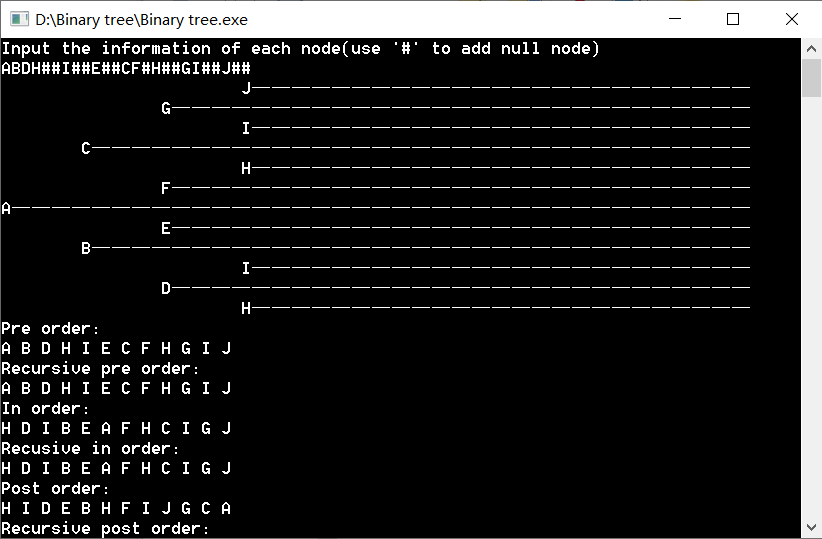 D:\Binary tree\Binary tree.exe
Input the information of each node(use '#' to add null node)
ABDH##I##E##CF#H##GI##J##
J—————————————————————————
G—————————————————————————————
I—————————————————————————
C—————————————————————————————————
H—————————————————————————
F—————————————————————————————
A—————————————————————————————————————
E—————————————————————————————
B—————————————————————————————————
I—————————————————————————
D—————————————————————————————
H—————————————————————————
Pre order:
A B D H I E C F H G I J
Recursive pre order:
A B D H I E C F H G I J
In order:
H D I B E A F H C I G J
Recusive in order:
H D I B E A F H C I G J
Post order:
H I D E B H F I J G C A
Recursive post order: